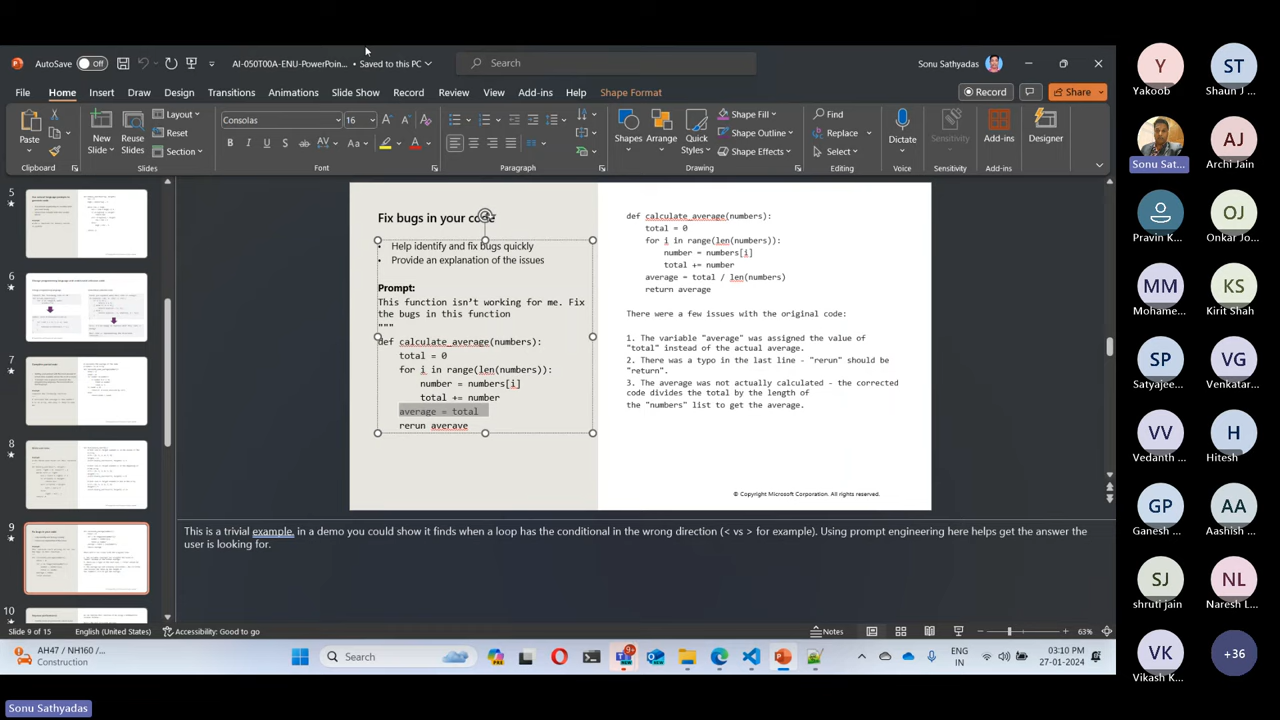 AutoSave
Off
AI-050T00A-ENU-PowerPoin... • Saved to this PC
Search
Sonu Sathyadas
File
Home
Insert
Draw
Design
Transitions
Animations
Slide Show
Record
Review
View
Add-ins
Help
Shape Format
Record
Share
Paste
New
Slide
Reuse
Slides
Layout
Reset
Section
Consolas
16
Shapes
Arrange
Quick
Styles
Shape Fill
Shape Outline
Shape Effects
Find
Replace
Select
Dictate
Sensitivity
Add-ins
Designer
Clipboard
Slides
Font
Paragraph
Drawing
Editing
Voice
Sensitivity
Add-ins
5
6
7
8
9
10
Fix bugs in your code
• Help identify and fix bugs quickly
• Provide an explanation of the issues
Prompt:
This function isn't working for me. Fix
the bugs in this function
"""
def calculate_average(numbers):
total = 0
for i in range(len(numbers)):
number = numbers[i]
total += number
average = total
rerun averave
def calculate_average(numbers):
total = 0
for i in range(len(numbers)):
number = numbers[i]
total += number
average = total / len(numbers)
return average
There were a few issues with the original code:
1. The variable "average" was assigned the value of
"total" instead of the actual average.
2. There was a typo in the last line - "rerun" should be
"return".
3. The average was not actually calculated - the corrected
code divides the total by the length of
the "numbers" list to get the average.
© Copyright Microsoft Corporation. All rights reserved.
This is a trivial example, in a demo you could show it finds your loop has a conditional in the wrong direction (< vs >, for example). Using prompt engineering hints helps get the answer the
user is looking for.
Slide 9 of 15
English (United States)
Accessibility: Good to go
Notes
63%
AH47 / NH160 /...
Construction
Search
9+
ENG
IN
03:10 PM
27-01-2024
Sonu Sathyadas
Y
Yakoob
ST
Shaun J
Sonu Sat...
AJ
Archi Jain
Pravin K...
OJ
Onkar Jo...
MM
Mohame...
KS
Kirit Shah
SP
Satyajee...
VG
Venkatar...
VV
Vverdi
H
Hitesh
GP
Ganesh ...
AA
Aashish ...
SJ
shruti jain
NL
Naresh L...
VK
Vikash K...
+36